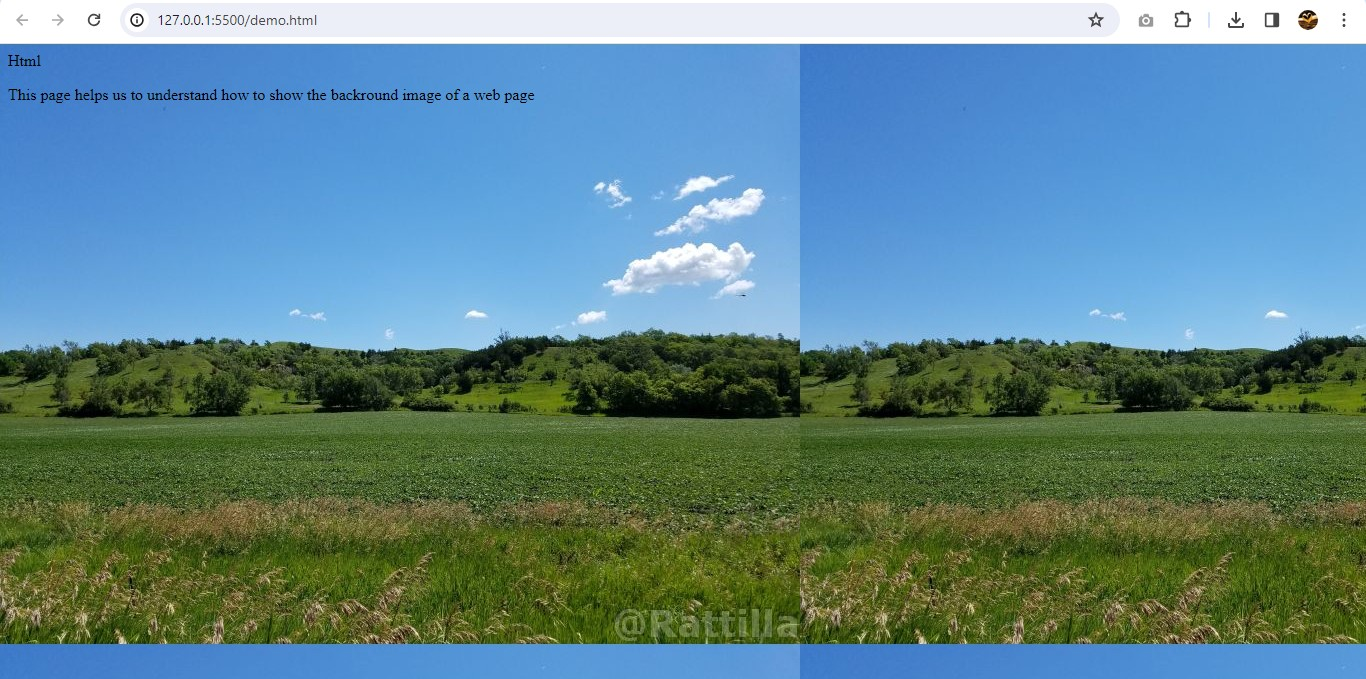 127.0.0.1:5500/demo.html
Html
This page helps us to understand how to show the backround image of a web page
@Rattilla